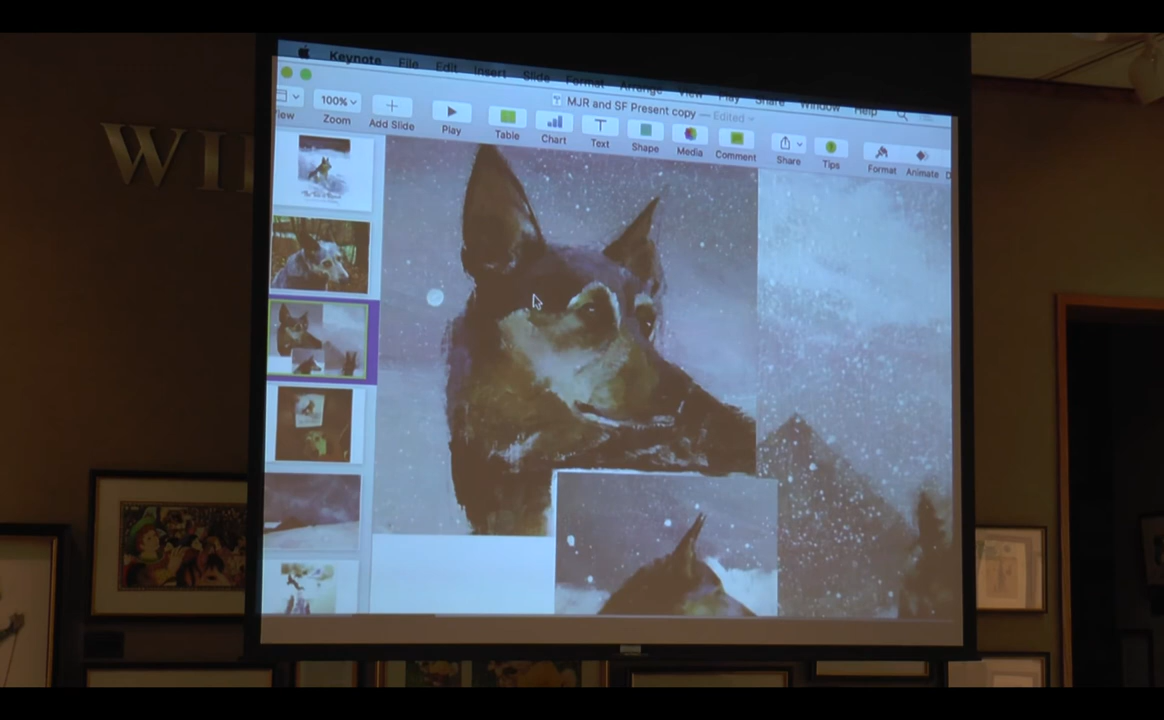 Keynote File Edit Insert Slide Format Arrange View Play Share Window Help
MJR and SF Present copy — Edited
100%
View Zoom Add Slide Play Table Chart Text Shape Media Comment Share Tips Format Animate
WI